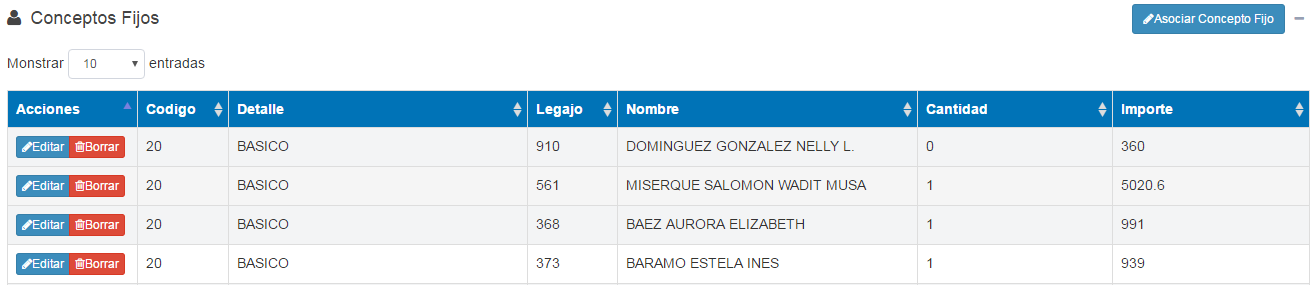 Conceptos Fijos Asociar Concepto Fijo
Monstrar 10 entradas
Acciones Codigo Detalle Legajo Nombre Cantidad Importe
Editar Borrar 20 BASICO 910 DOMINGUEZ GONZALEZ NELLY L. 0 360
Editar Borrar 20 BASICO 561 MISERQUE SALOMON WADIT MUSA 1 5020.6
Editar Borrar 20 BASICO 368 BAEZ AURORA ELIZABETH 1 991
Editar Borrar 20 BASICO 373 BARAMO ESTELA INES 1 939